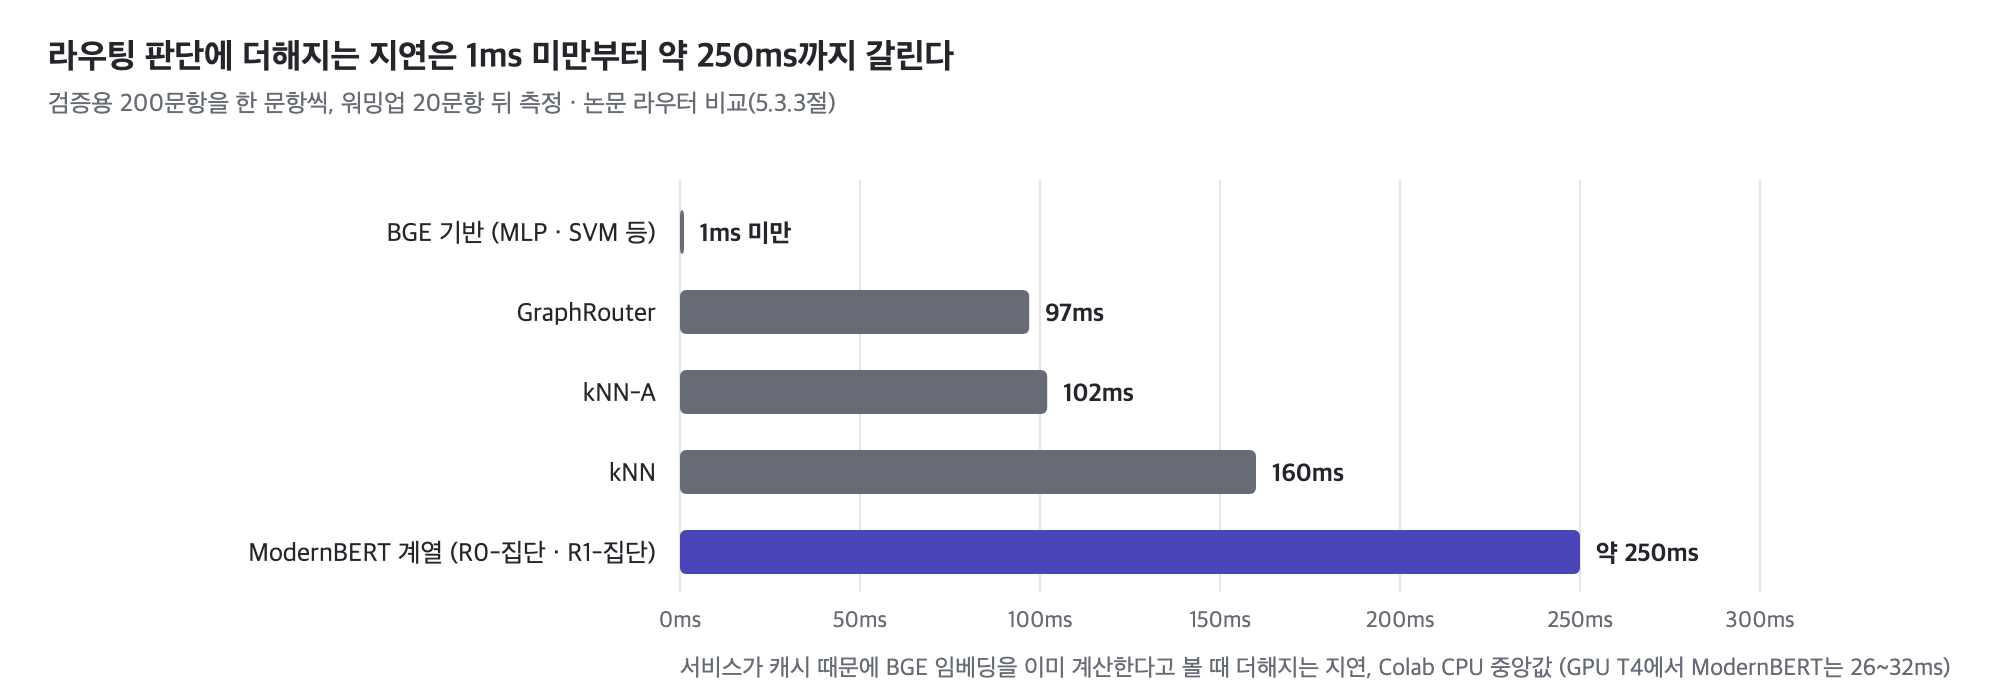 라우팅 판단에 더해지는 지연은 1ms 미만부터 약 250ms까지 갈린다
검증용 200문항을 한 문항씩, 워밍업 20문항 뒤 측정 · 논문 라우터 비교(5.3.3절)
BGE 기반 (MLP · SVM 등) 1ms 미만
GraphRouter 97ms
kNN-A 102ms
kNN 160ms
ModernBERT 계열 (R0-집단 · R1-집단) 약 250ms
0ms 50ms 100ms 150ms 200ms 250ms 300ms
서비스가 캐시 때문에 BGE 임베딩을 이미 계산한다고 볼 때 더해지는 지연, Colab CPU 중앙값 (GPU T4에서 ModernBERT는 26~32ms)